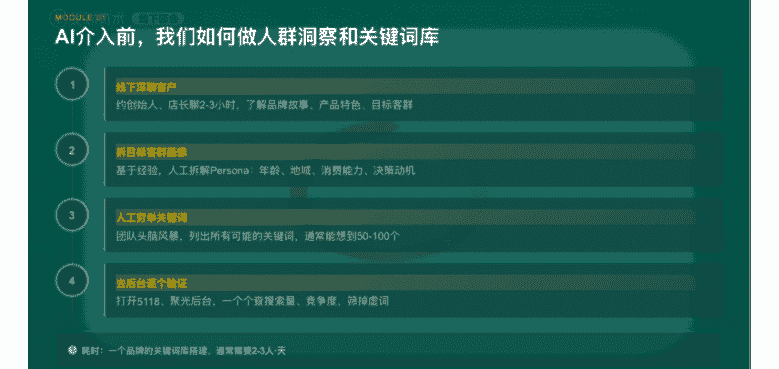 MODULE
AI介入前，我们如何做人群洞察和关键词库
1
线下深聊客户
约创始人、店长聊2-3小时，了解品牌故事、产品特色、目标客群
2
拆目标客群画像
基于经验，人工拆解Persona：年龄、地域、消费能力、决策动机
3
人工穷举关键词
团队头脑风暴，列出所有可能的关键词，通常能想到50-100个
4
去后台逐个验证
打开5118、聚光后台，一个个查搜索量、竞争度，筛掉虚词
耗时：一个品牌的关键词库搭建，通常需要2-3人·天